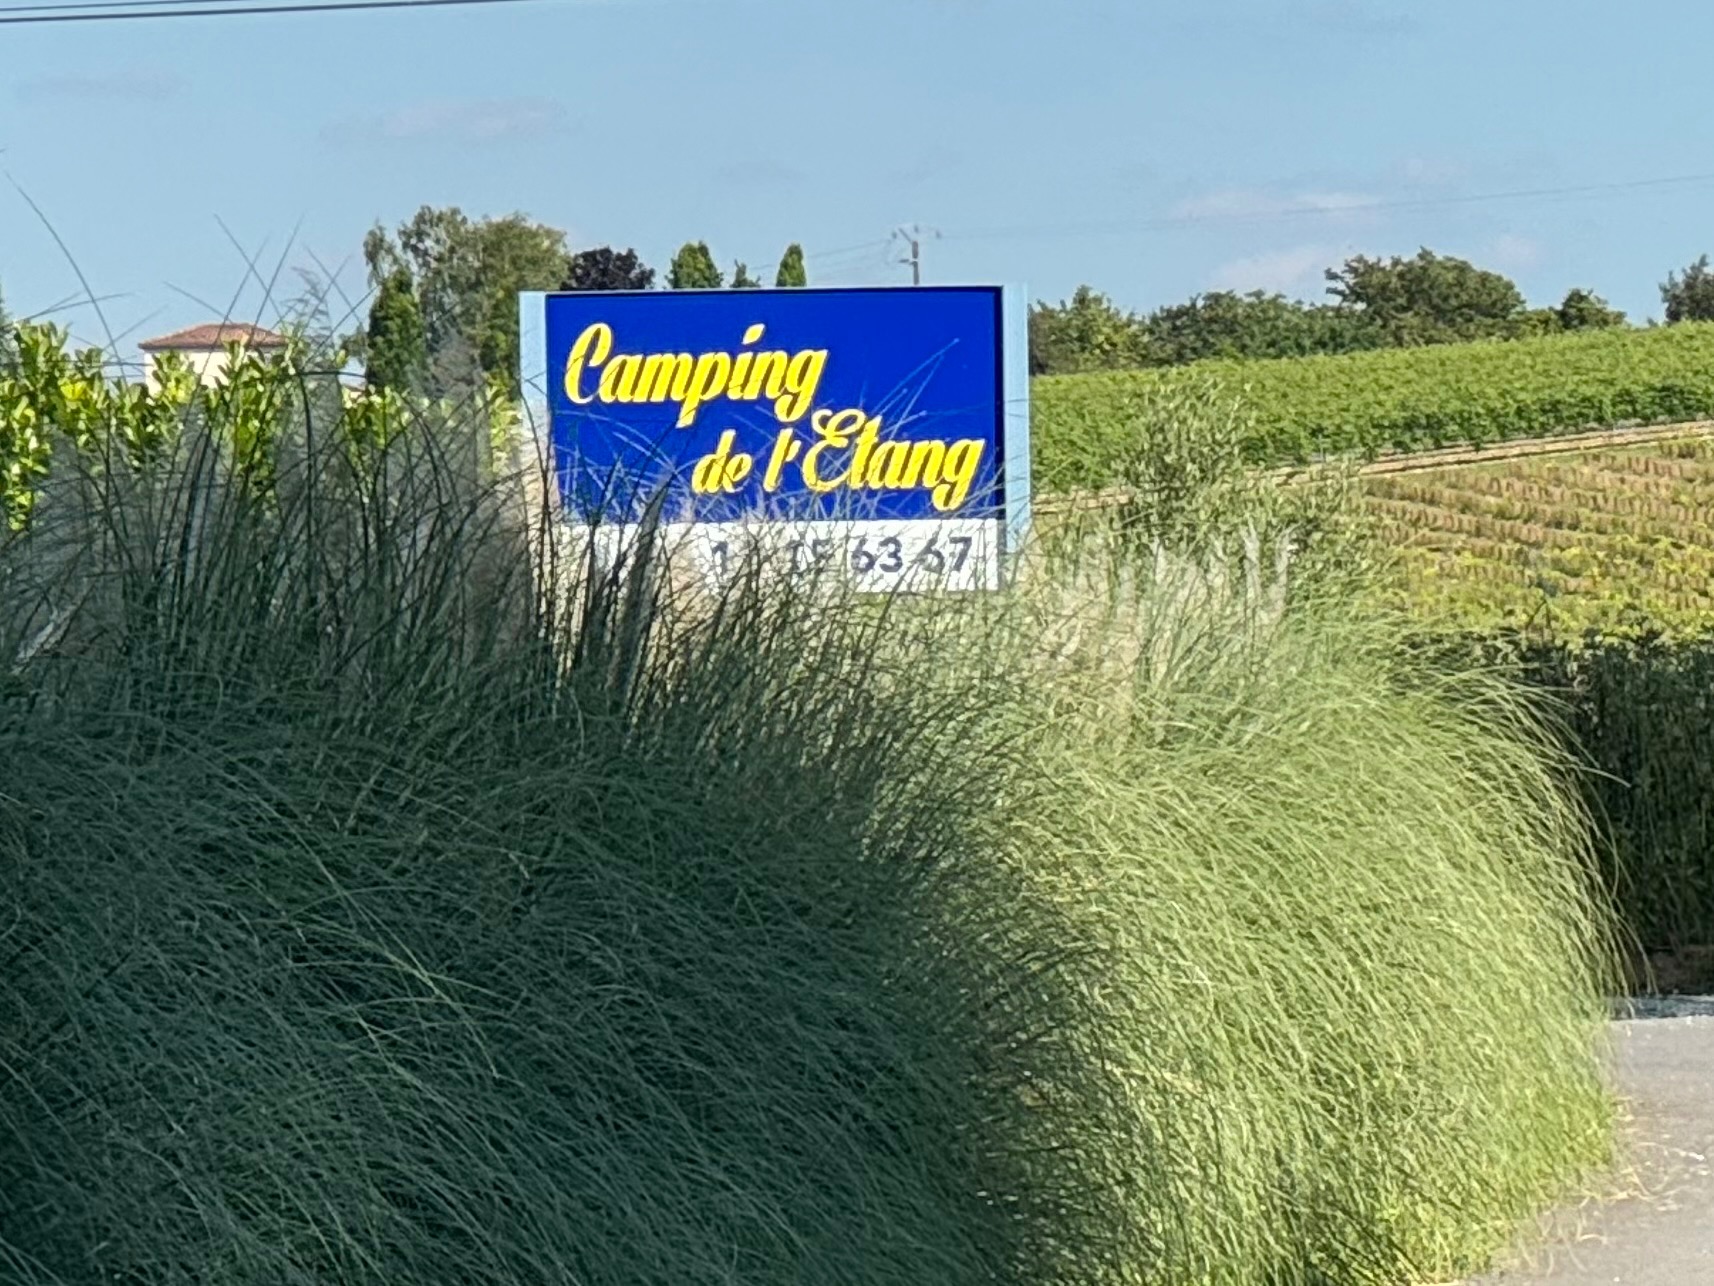 Camping
de l'Etang
63 67